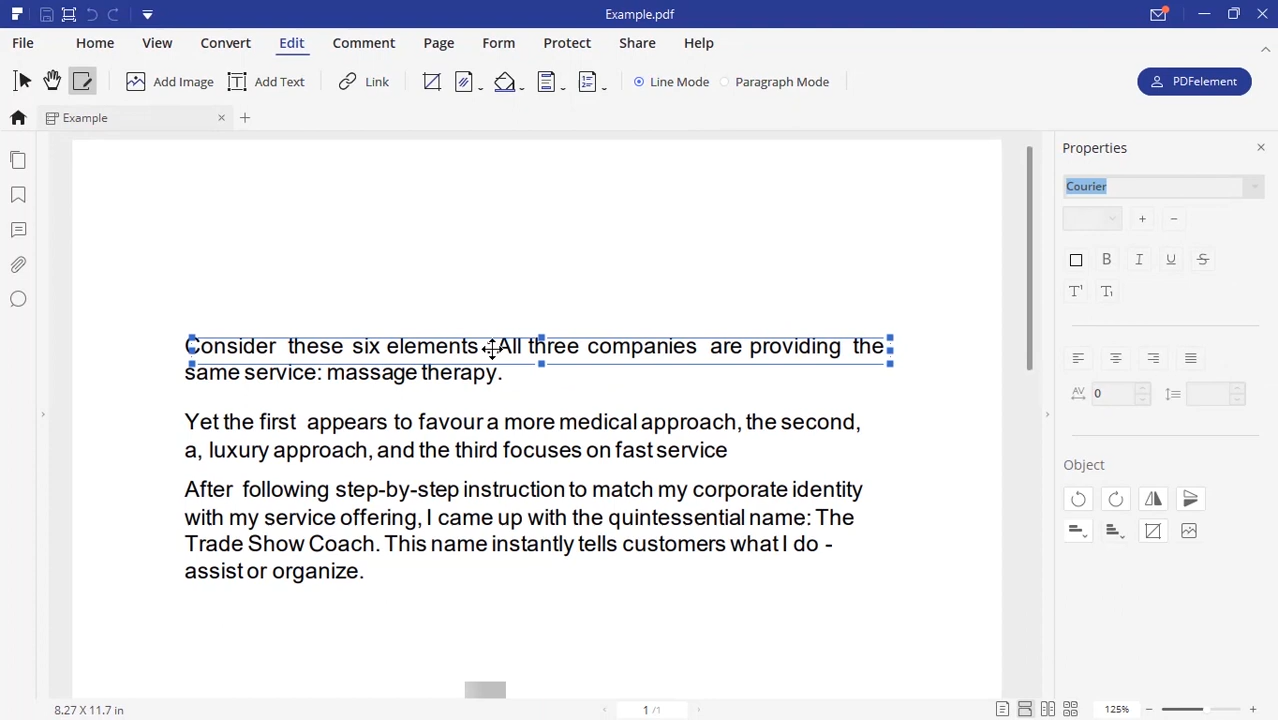 Example.pdf
File Home View Convert Edit Comment Page Form Protect Share Help
Add Image Add Text Link Line Mode Paragraph Mode PDFelement
Example
Properties
Courier
B I U S
T¹ T₁
AV 0
Object
Consider these six elements All three companies are providing the
same service: massage therapy.
Yet the first appears to favour a more medical approach, the second,
a, luxury approach, and the third focuses on fast service
After following step-by-step instruction to match my corporate identity
with my service offering, I came up with the quintessential name: The
Trade Show Coach. This name instantly tells customers what I do -
assist or organize.
8.27 X 11.7 in 1 /1 125%